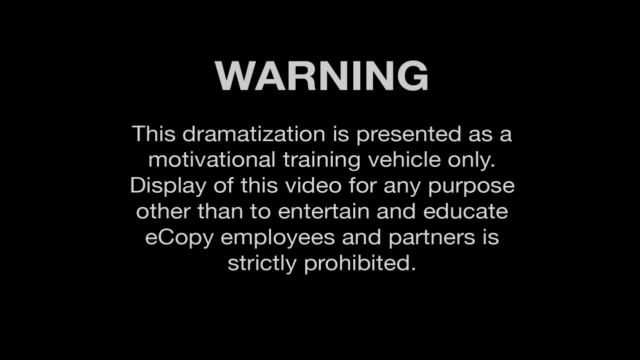 WARNING
This dramatization is presented as a
motivational training vehicle only.
Display of this video for any purpose
other than to entertain and educate
eCopy employees and partners is
strictly prohibited.